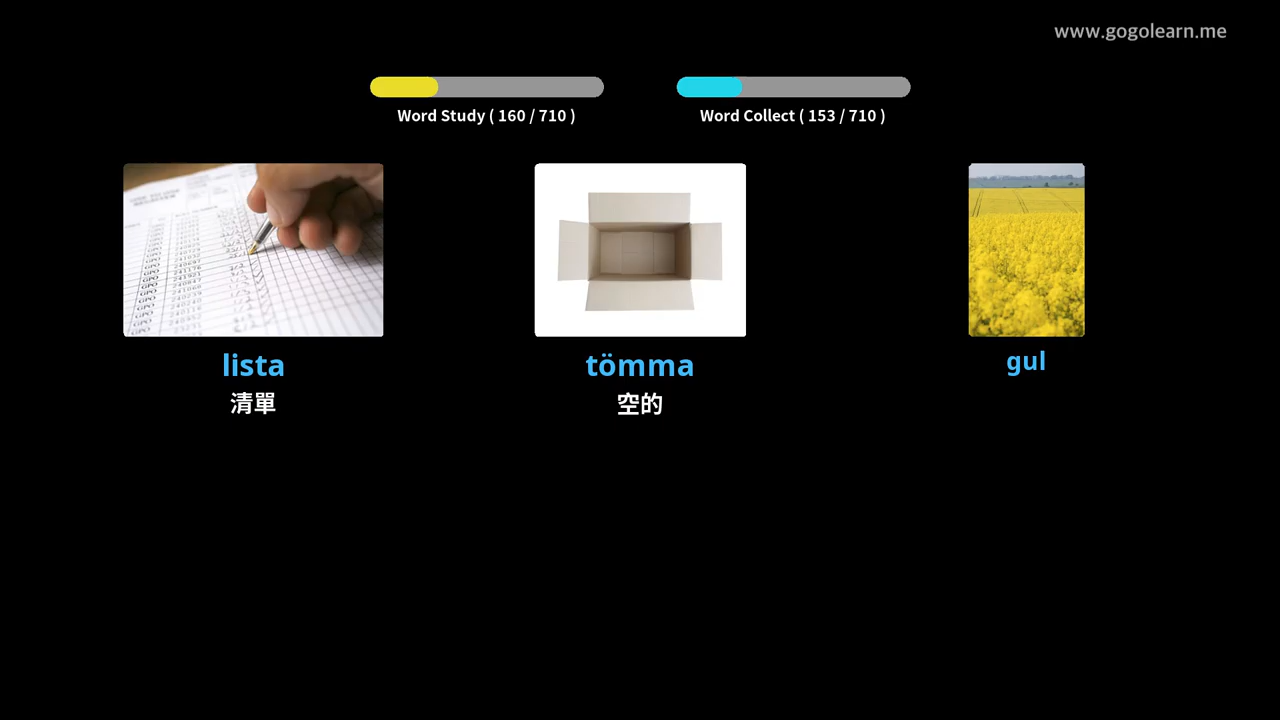 www.gogolearn.me
Word Study ( 160 / 710 )
Word Collect ( 153 / 710 )
lista
清單
tömma
空的
gul